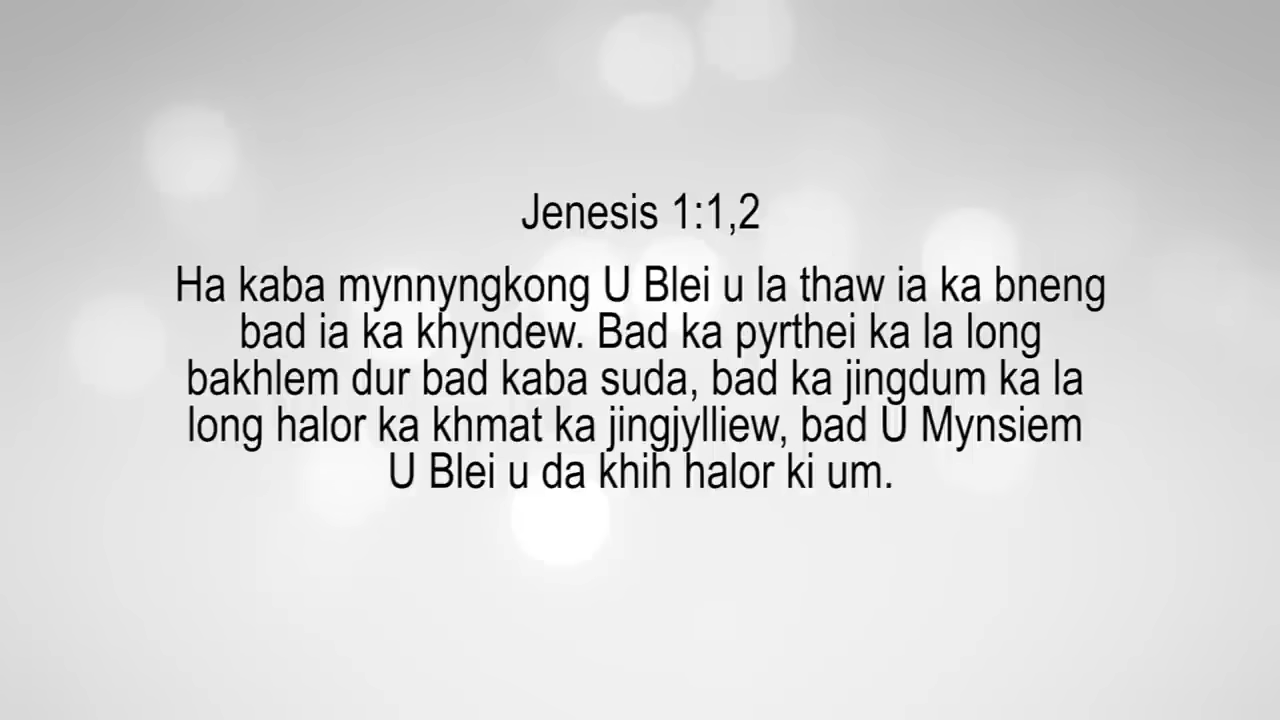 Jenesis 1:1,2
Ha kaba mynnyngkong U Blei u la thaw ia ka bneng
bad ia ka khyndew. Bad ka pyrthei ka la long
bakhlem dur bad kaba suda, bad ka jingdum ka la
long halor ka khmat ka jingjylliew, bad U Mynsiem
U Blei u da khih halor ki um.